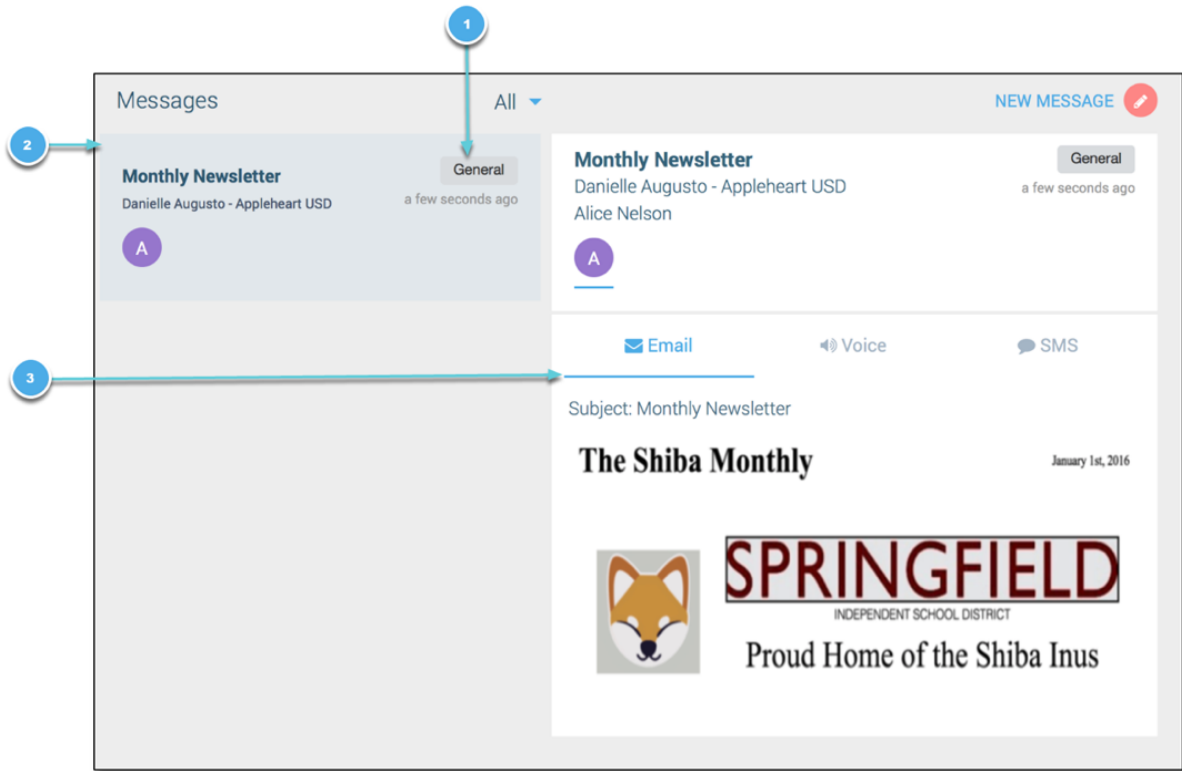 1
Messages
All
NEW MESSAGE
2
Monthly Newsletter
General
Danielle Augusto - Appleheart USD
a few seconds ago
A
Monthly Newsletter
General
Danielle Augusto - Appleheart USD
a few seconds ago
Alice Nelson
A
Email
Voice
SMS
3
Subject: Monthly Newsletter
The Shiba Monthly
January 1st, 2016
SPRINGFIELD
INDEPENDENT SCHOOL DISTRICT
Proud Home of the Shiba Inus